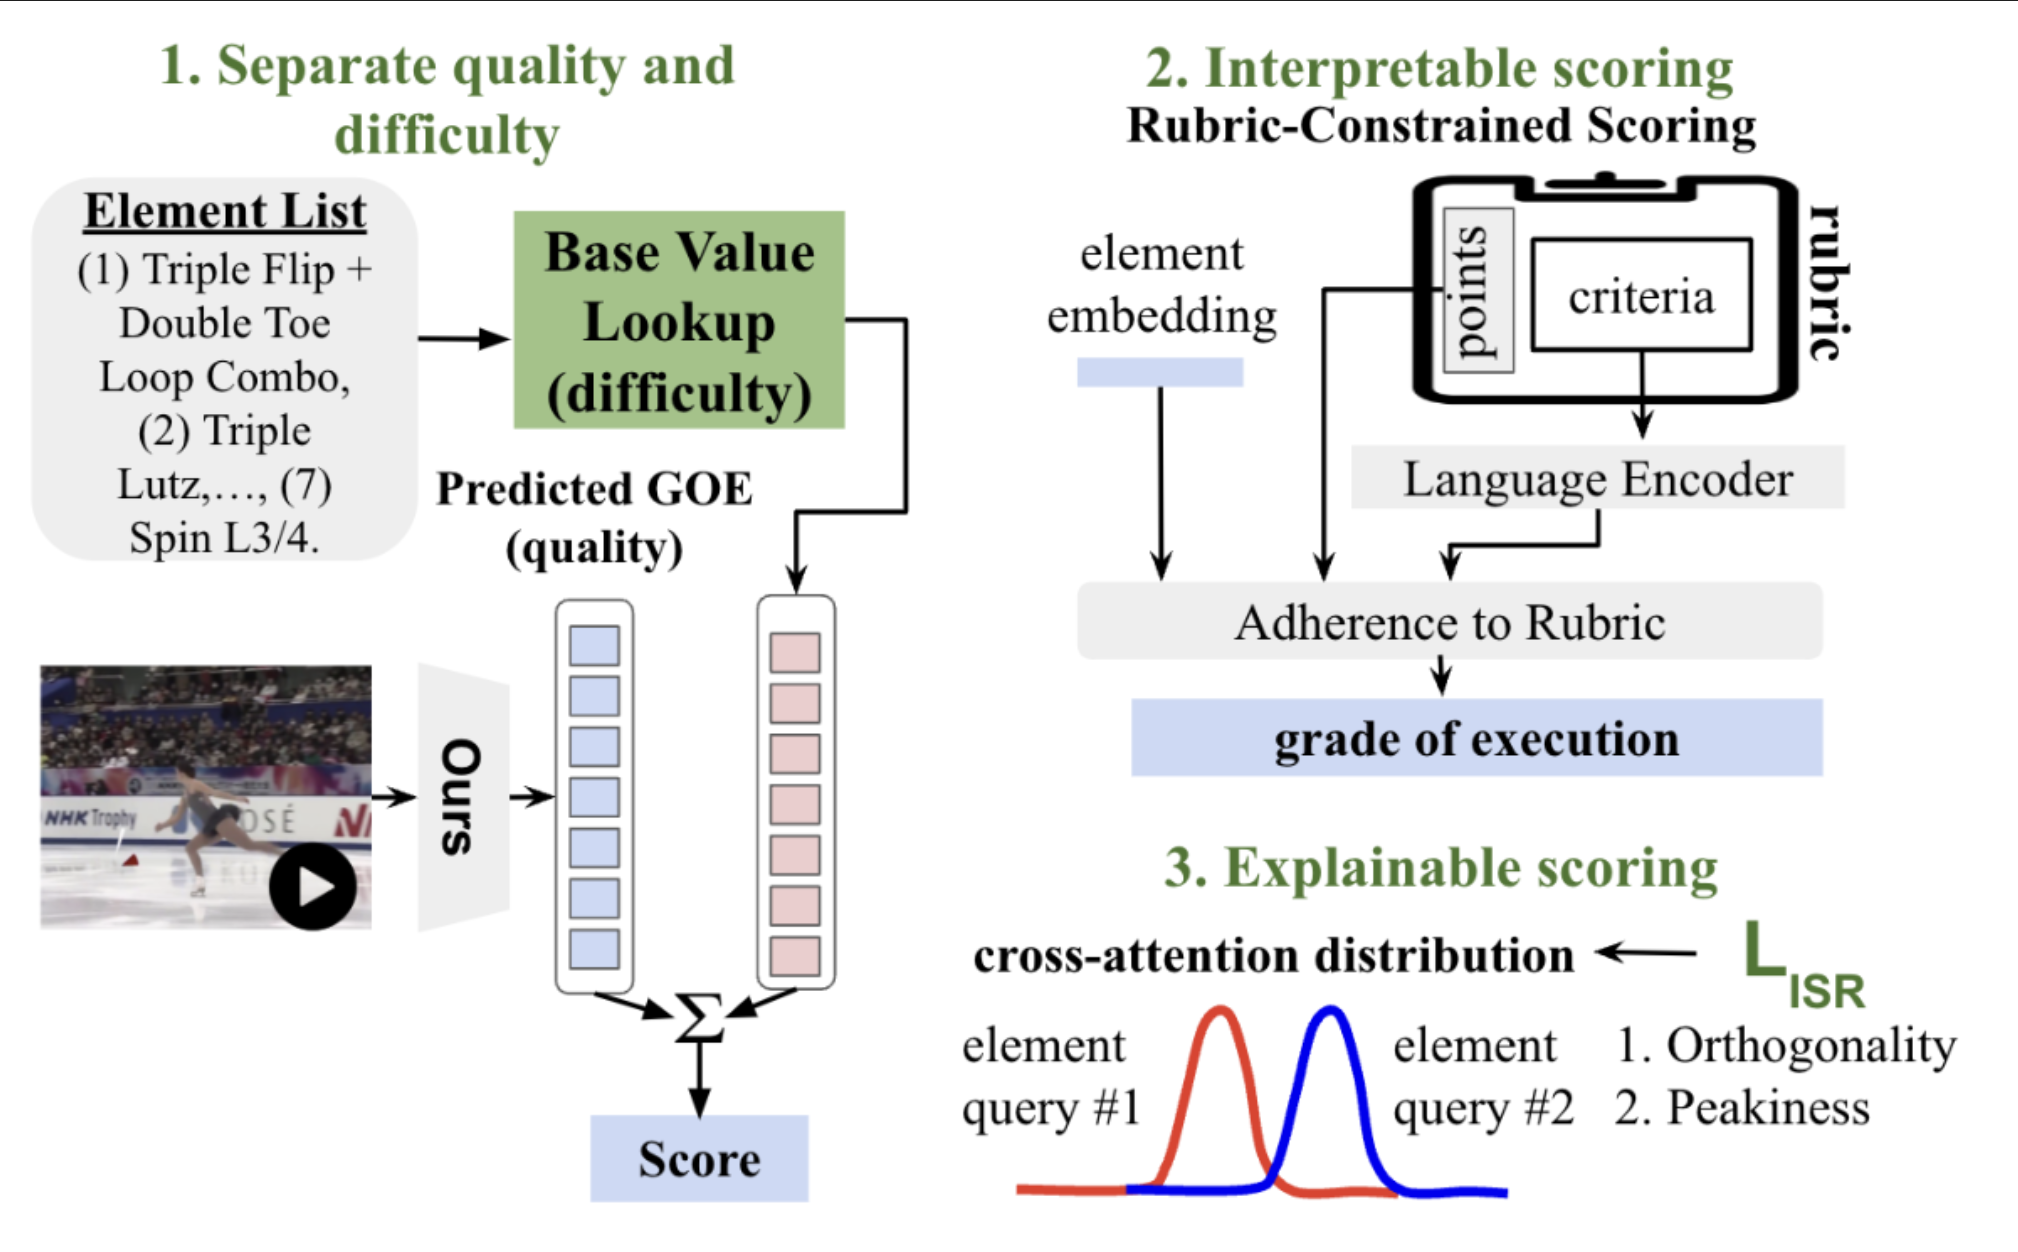 1. Separate quality and
difficulty
Element List
(1) Triple Flip +
Double Toe
Loop Combo,
(2) Triple
Lutz,..., (7)
Spin L3/4.
Base Value
Lookup
(difficulty)
Predicted GOE
(quality)
NHK Trophy
OSÉ
Ours
Σ
Score
2. Interpretable scoring
Rubric-Constrained Scoring
element
embedding
points
criteria
rubric
Language Encoder
Adherence to Rubric
grade of execution
3. Explainable scoring
cross-attention distribution
L ISR
element
query #1
element
query #2
1. Orthogonality
2. Peakiness